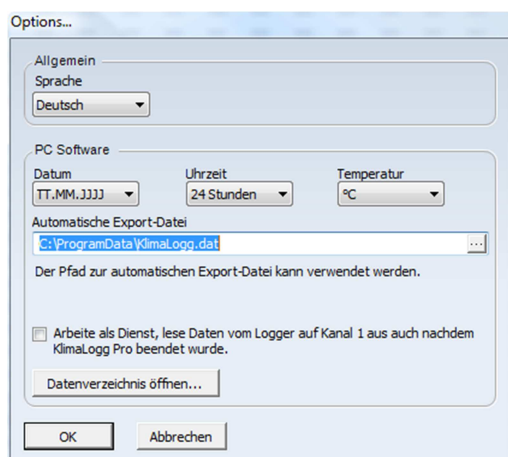 Options...
Allgemein
Sprache
Deutsch
PC Software
Datum
Uhrzeit
Temperatur
TT.MM.JJJJ
24 Stunden
ºC
Automatische Export-Datei
C:\ProgramData\KlimaLogg.dat
...
Der Pfad zur automatischen Export-Datei kann verwendet werden.
Arbeite als Dienst, lese Daten vom Logger auf Kanal 1 aus auch nachdem
KlimaLogg Pro beendet wurde.
Datenverzeichnis öffnen...
OK
Abbrechen